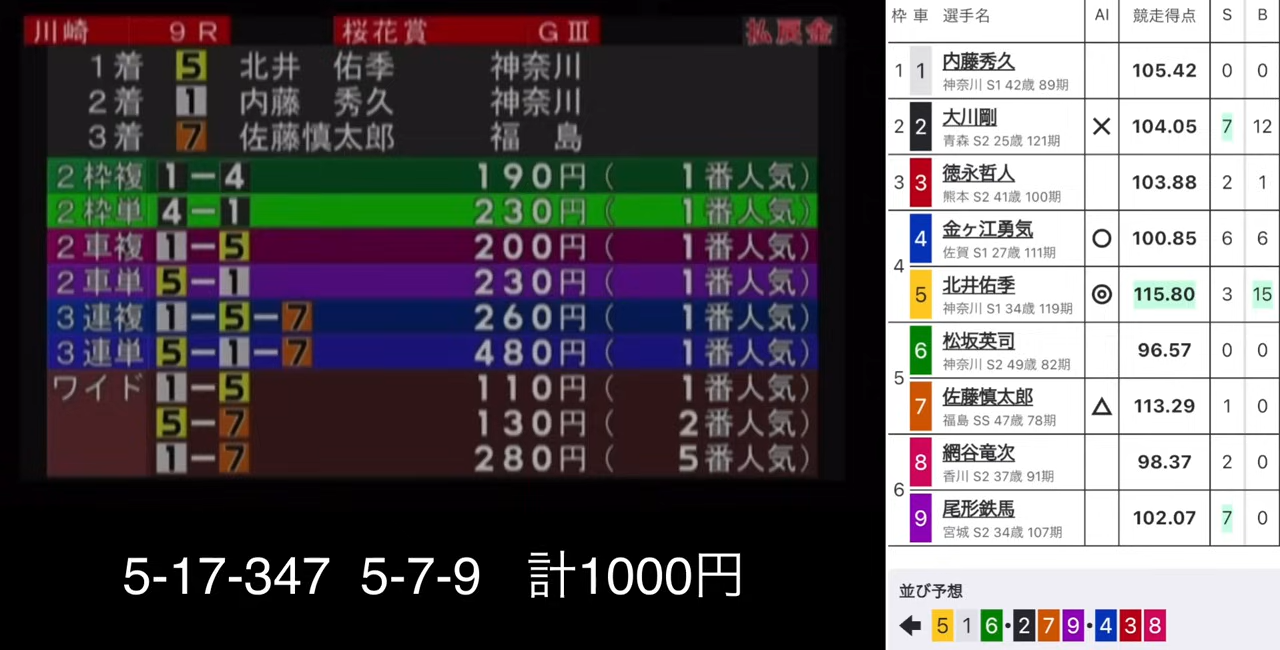 川崎 9R 桜花賞 GⅢ 払戻金
1着 5 北井 佑季 神奈川
2着 1 内藤 秀久 神奈川
3着 7 佐藤慎太郎 福島
2枠複 1-4 190円( 1番人気)
2枠単 4-1 230円( 1番人気)
2車複 1-5 200円( 1番人気)
2車単 5-1 230円( 1番人気)
3連複 1-5-7 260円( 1番人気)
3連単 5-1-7 480円( 1番人気)
ワイド 1-5 110円( 1番人気)
5-7 130円( 2番人気)
1-7 280円( 5番人気)
5-17-347 5-7-9 計1000円
枠 車 選手名 AI 競走得点 S B
1 1 内藤秀久 105.42 0 0
神奈川 S1 42歳 89期
2 2 大川剛 × 104.05 7 12
青森 S2 25歳 121期
3 3 徳永哲人 103.88 2 1
熊本 S2 41歳 100期
4 4 金ヶ江勇気 ○ 100.85 6 6
佐賀 S1 27歳 111期
5 北井佑季 ◎ 115.80 3 15
神奈川 S1 34歳 119期
5 6 松坂英司 96.57 0 0
神奈川 S2 49歳 82期
7 佐藤慎太郎 △ 113.29 1 0
福島 SS 47歳 78期
6 8 網谷竜次 98.37 2 0
香川 S2 37歳 91期
9 尾形鉄馬 102.07 7 0
宮城 S2 34歳 107期
並び予想
← 5 1 6・2 7 9・4 3 8